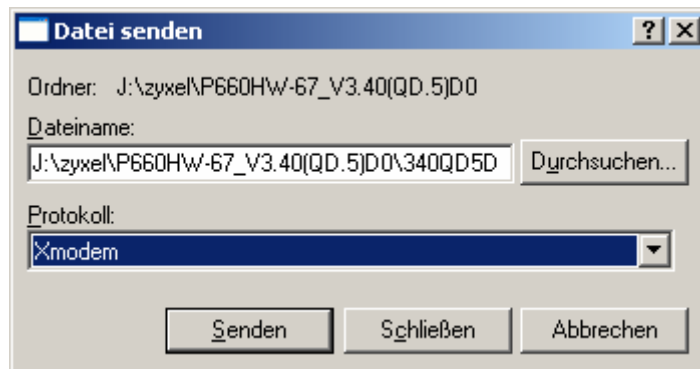 Datei senden
Ordner: J:\zyxel\P660HW-67_V3.40(QD.5)D0
Dateiname:
J:\zyxel\P660HW-67_V3.40(QD.5)D0\340QD5D
Durchsuchen...
Protokoll:
Xmodem
Senden
Schließen
Abbrechen